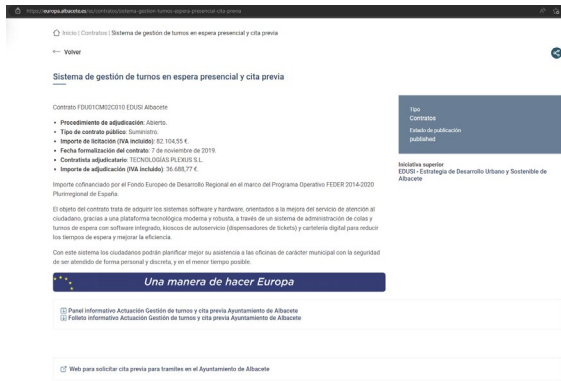 https://europa.albacete.es/es/contratos/sistema-gestion-turnos-espera-presencial-cita-previa
Inicio | Contratos | Sistema de gestión de turnos en espera presencial y cita previa
← Volver
Sistema de gestión de turnos en espera presencial y cita previa
Contrato FDU01CM02C010 EDUSI Albacete
• Procedimiento de adjudicación: Abierto.
• Tipo de contrato público: Suministro.
• Importe de licitación (IVA incluido): 82.104,55 €.
• Fecha formalización del contrato: 7 de noviembre de 2019.
• Contratista adjudicatario: TECNOLOGÍAS PLEXUS S.L.
• Importe de adjudicación (IVA incluido): 36.688,77 €.
Importe cofinanciado por el Fondo Europeo de Desarrollo Regional en el marco del Programa Operativo FEDER 2014-2020
Plurirregional de España.
El objeto del contrato trata de adquirir los sistemas software y hardware, orientados a la mejora del servicio de atención al
ciudadano, gracias a una plataforma tecnológica moderna y robusta, a través de un sistema de administración de colas y
turnos de espera con software integrado, kioscos de autoservicio (dispensadores de tickets) y cartelería digital para reducir
los tiempos de espera y mejorar la eficiencia.
Con este sistema los ciudadanos podrán planificar mejor su asistencia a las oficinas de carácter municipal con la seguridad
de ser atendido de forma personal y discreta, y en el menor tiempo posible.
Una manera de hacer Europa
Panel informativo Actuación Gestión de turnos y cita previa Ayuntamiento de Albacete
Folleto informativo Actuación Gestión de turnos y cita previa Ayuntamiento de Albacete
Web para solicitar cita previa para tramites en el Ayuntamiento de Albacete
Tipo
Contratos
Estado de publicación
published
Iniciativa superior
EDUSI - Estrategia de Desarrollo Urbano y Sostenible de
Albacete